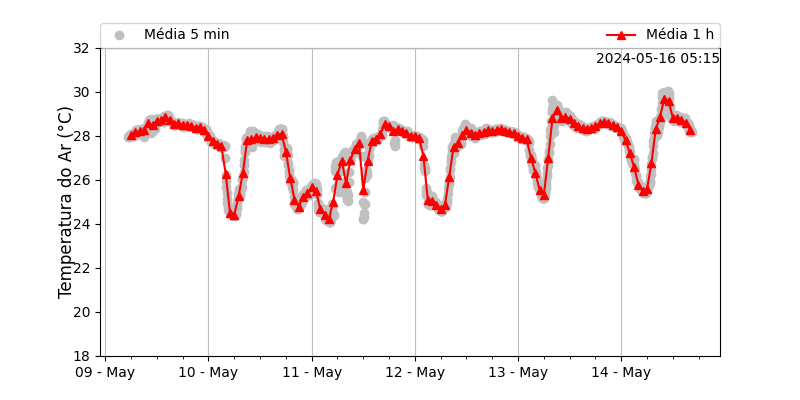 Média 5 min
Média 1 h
2024-05-16 05:15
Temperatura do Ar (°C)
32
30
28
26
24
22
20
18
09 - May
10 - May
11 - May
12 - May
13 - May
14 - May